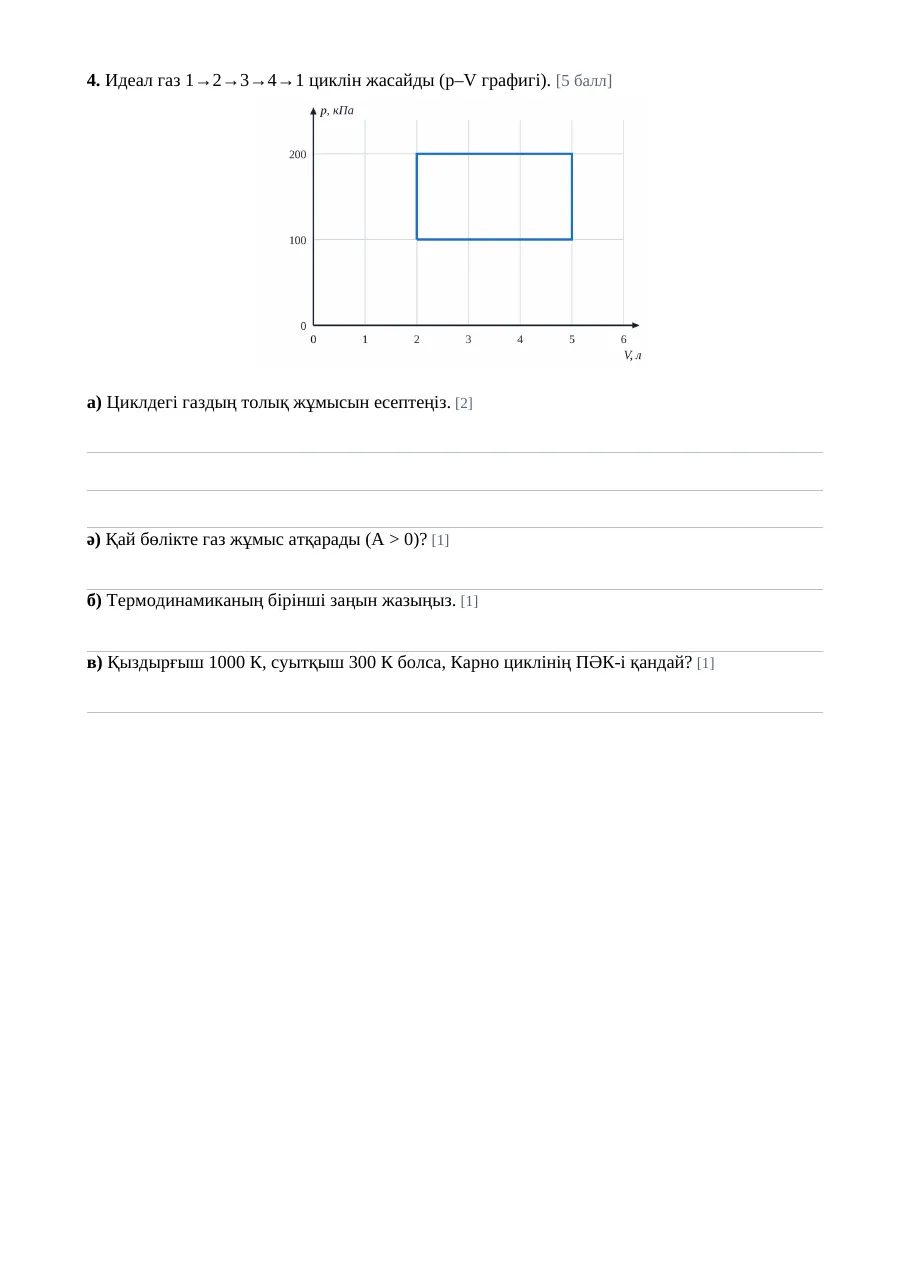 4. Идеал газ 1→2→3→4→1 циклін жасайды (p–V графигі). [5 балл]
p, кПа
200
100
0
0 1 2 3 4 5 6
V, л
а) Циклдегі газдың толық жұмысын есептеңіз. [2]
ә) Қай бөлікте газ жұмыс атқарады (A > 0)? [1]
б) Термодинамиканың бірінші заңын жазыңыз. [1]
в) Қыздырғыш 1000 К, суытқыш 300 К болса, Карно циклінің ПӘК-і қандай? [1]